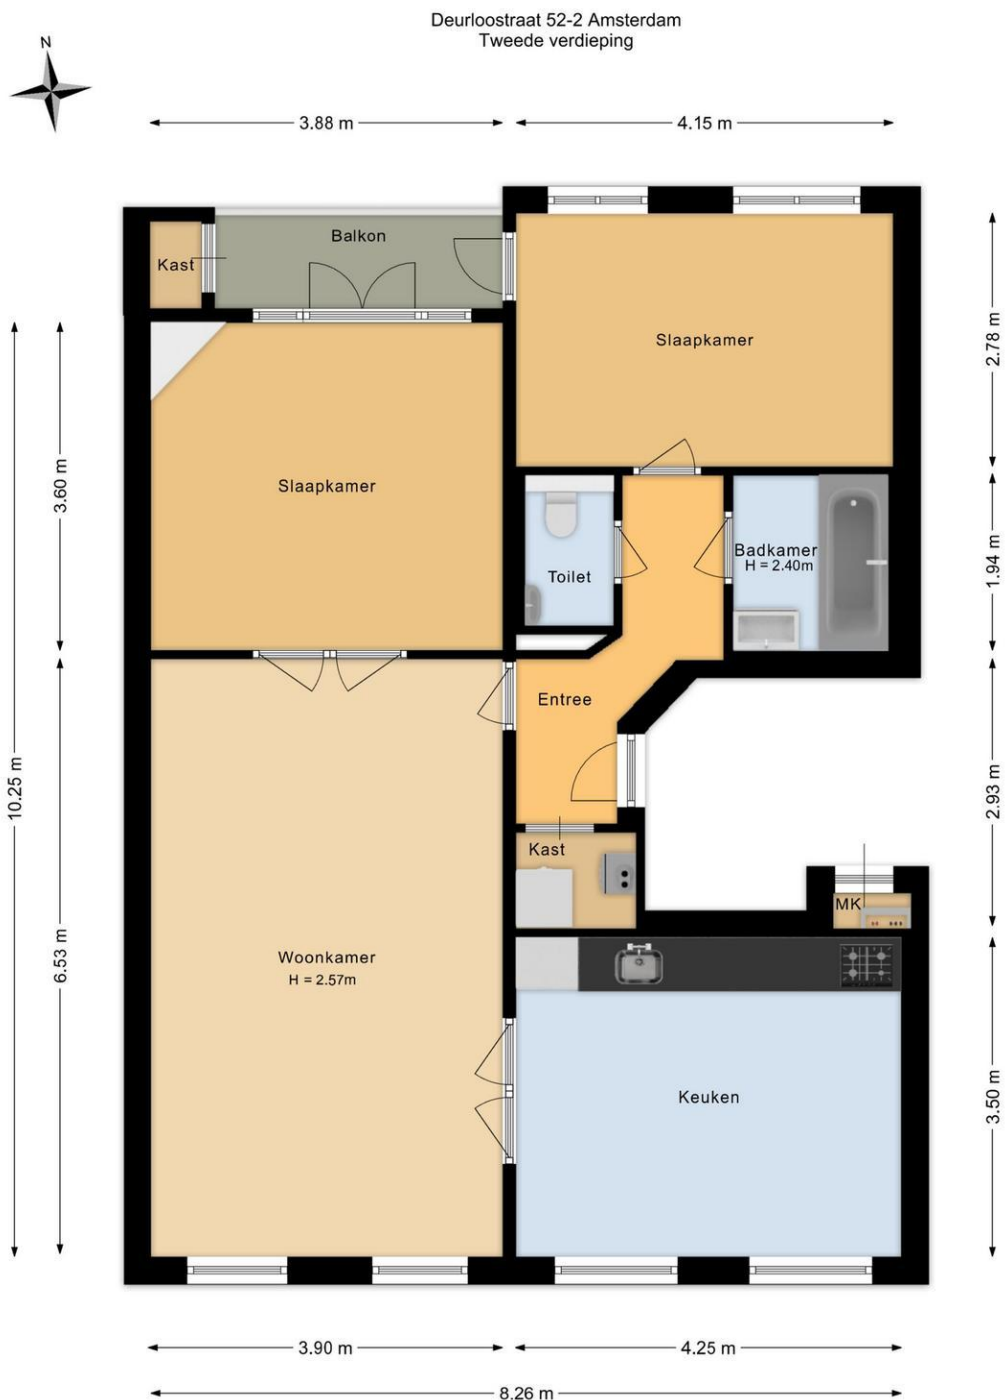 Deurloostraat 52-2 Amsterdam
Tweede verdieping
N
3.88 m
4.15 m
Balkon
Kast
Slaapkamer
2.78 m
Slaapkamer
3.60 m
Toilet
Badkamer
H = 2.40m
1.94 m
Entree
10.25 m
2.93 m
Kast
MK
Woonkamer
H = 2.57m
6.53 m
Keuken
3.50 m
3.90 m
4.25 m
8.26 m